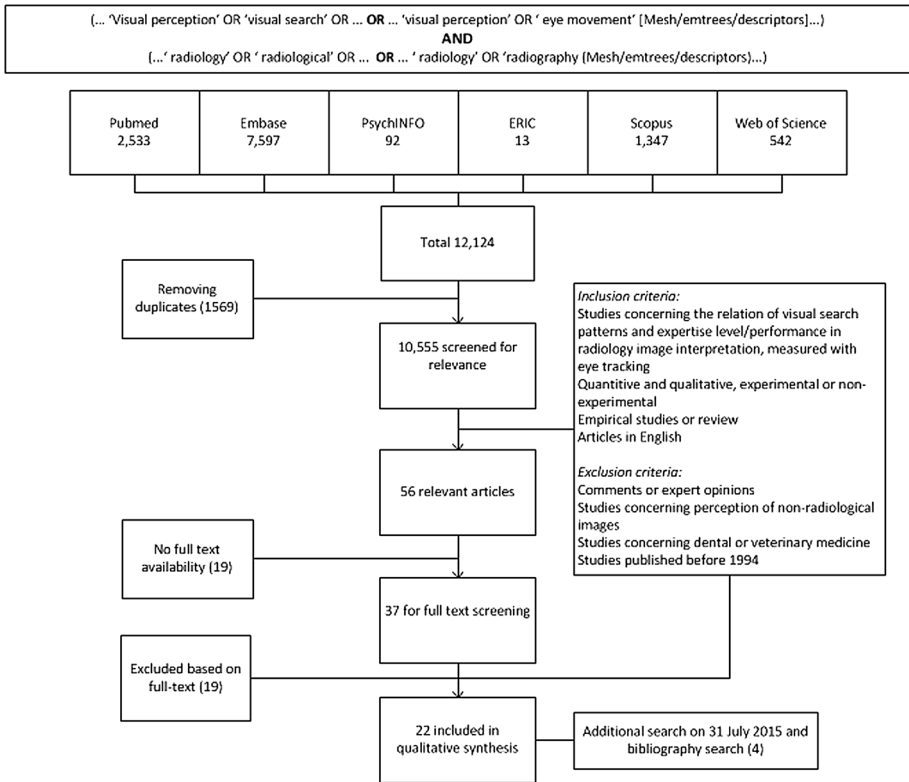 (... ‘Visual perception’ OR ‘visual search’ OR ... OR ... ‘visual perception’ OR ‘ eye movement’ [Mesh/emtrees/descriptors]...)
AND
(...‘ radiology’ OR ‘ radiological’ OR ... OR ... ‘ radiology’ OR ‘radiography (Mesh/emtrees/descriptors)...)
Pubmed
2,533
Embase
7,597
PsychINFO
92
ERIC
13
Scopus
1,347
Web of Science
542
Total 12,124
Removing
duplicates (1569)
10,555 screened for
relevance
Inclusion criteria:
Studies concerning the relation of visual search
patterns and expertise level/performance in
radiology image interpretation, measured with
eye tracking
Quantitive and qualitative, experimental or non-
experimental
Empirical studies or review
Articles in English
Exclusion criteria:
Comments or expert opinions
Studies concerning perception of non-radiological
images
Studies concerning dental or veterinary medicine
Studies published before 1994
56 relevant articles
No full text
availability (19)
37 for full text screening
Excluded based on
full-text (19)
22 included in
qualitative synthesis
Additional search on 31 July 2015 and
bibliography search (4)